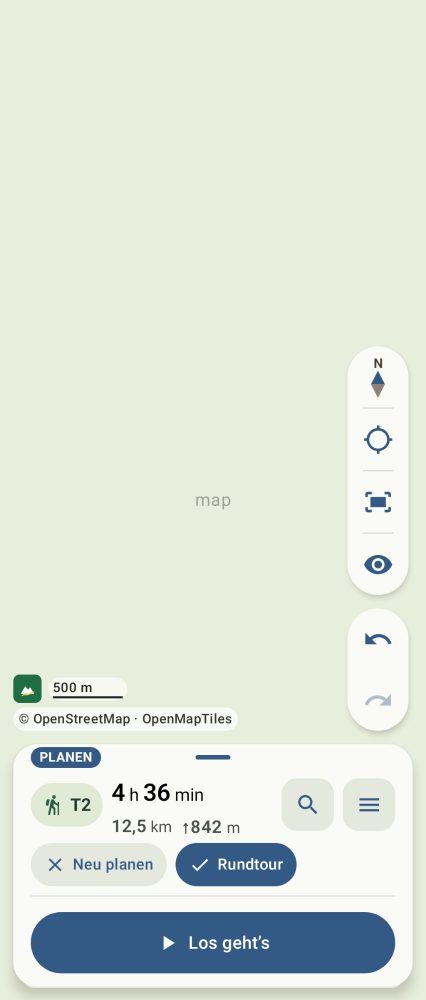 N
map
500 m
© OpenStreetMap · OpenMapTiles
PLANEN
T2
4 h 36 min
12,5 km ↑842 m
Neu planen
Rundtour
Los geht's